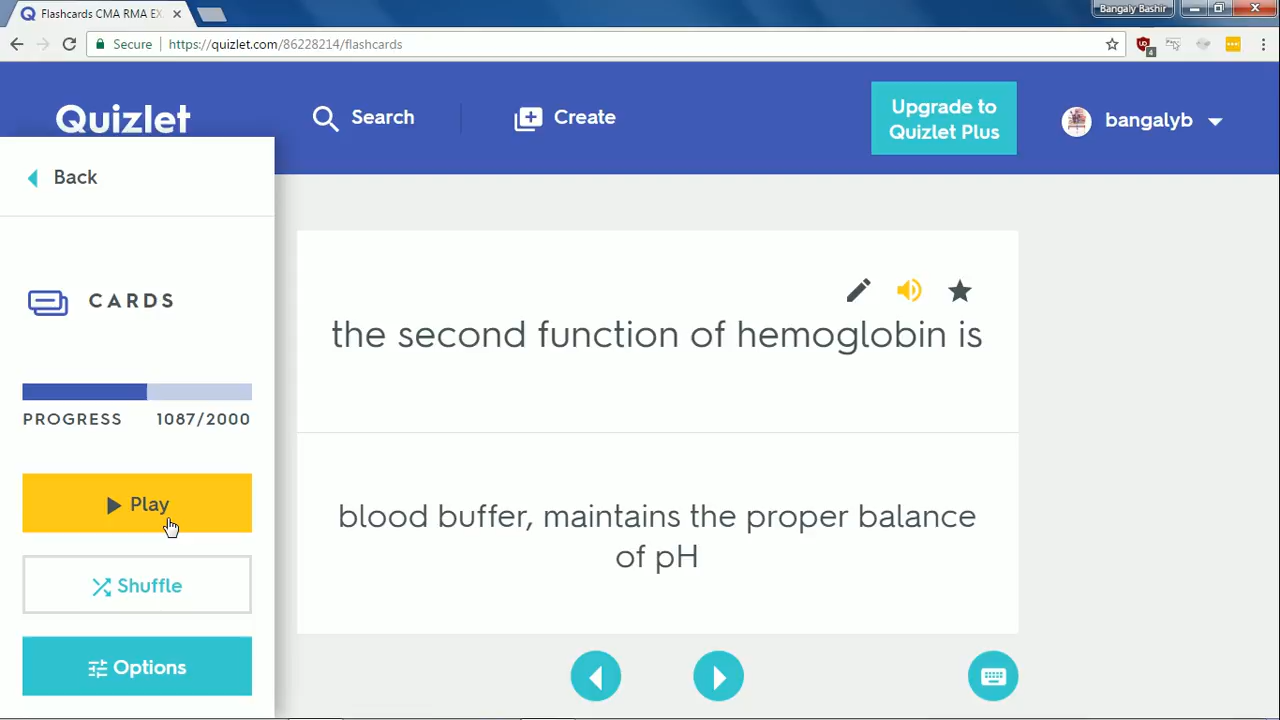 Flashcards CMA RMA EX
Bangaly Bashir
Secure
https://quizlet.com/86228214/flashcards
4
Quizlet
Search
Create
Upgrade to
Quizlet Plus
bangalyb
Back
CARDS
PROGRESS 1087/2000
Play
Shuffle
Options
the second function of hemoglobin is
blood buffer, maintains the proper balance
of pH